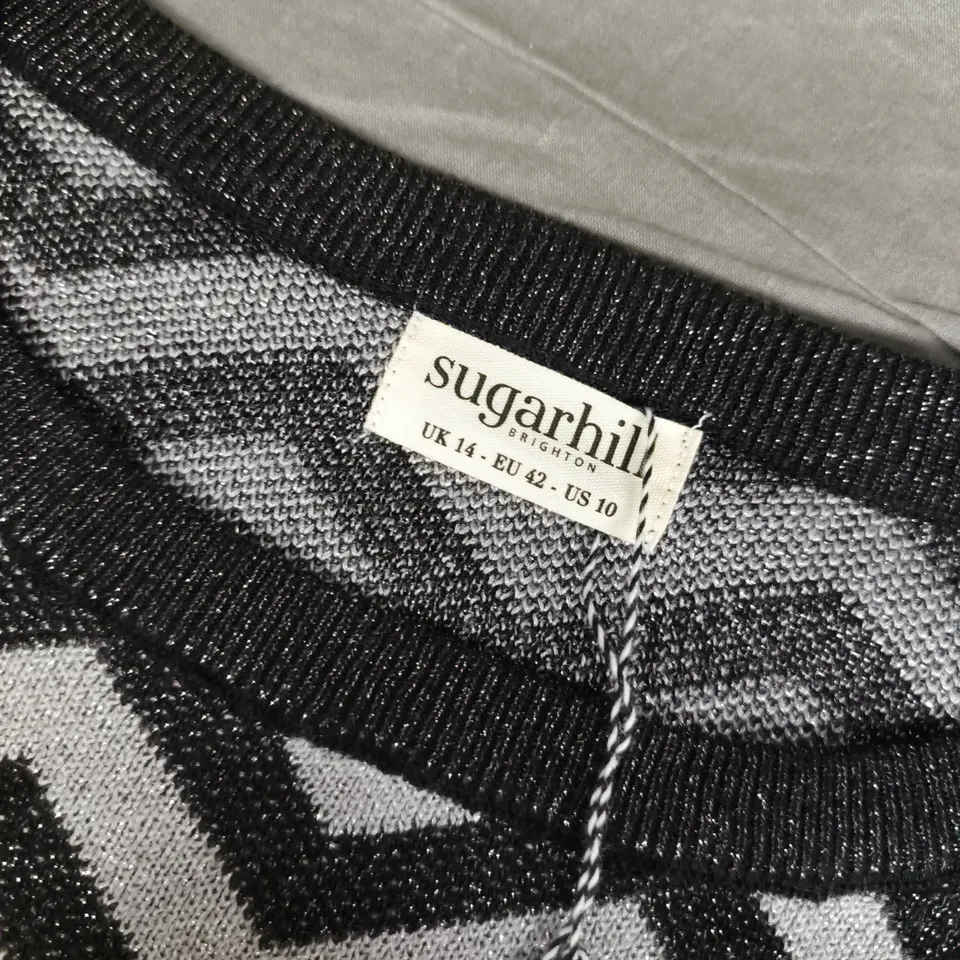 sugarhill
BRIGHTON
UK 14 - EU 42 - US 10